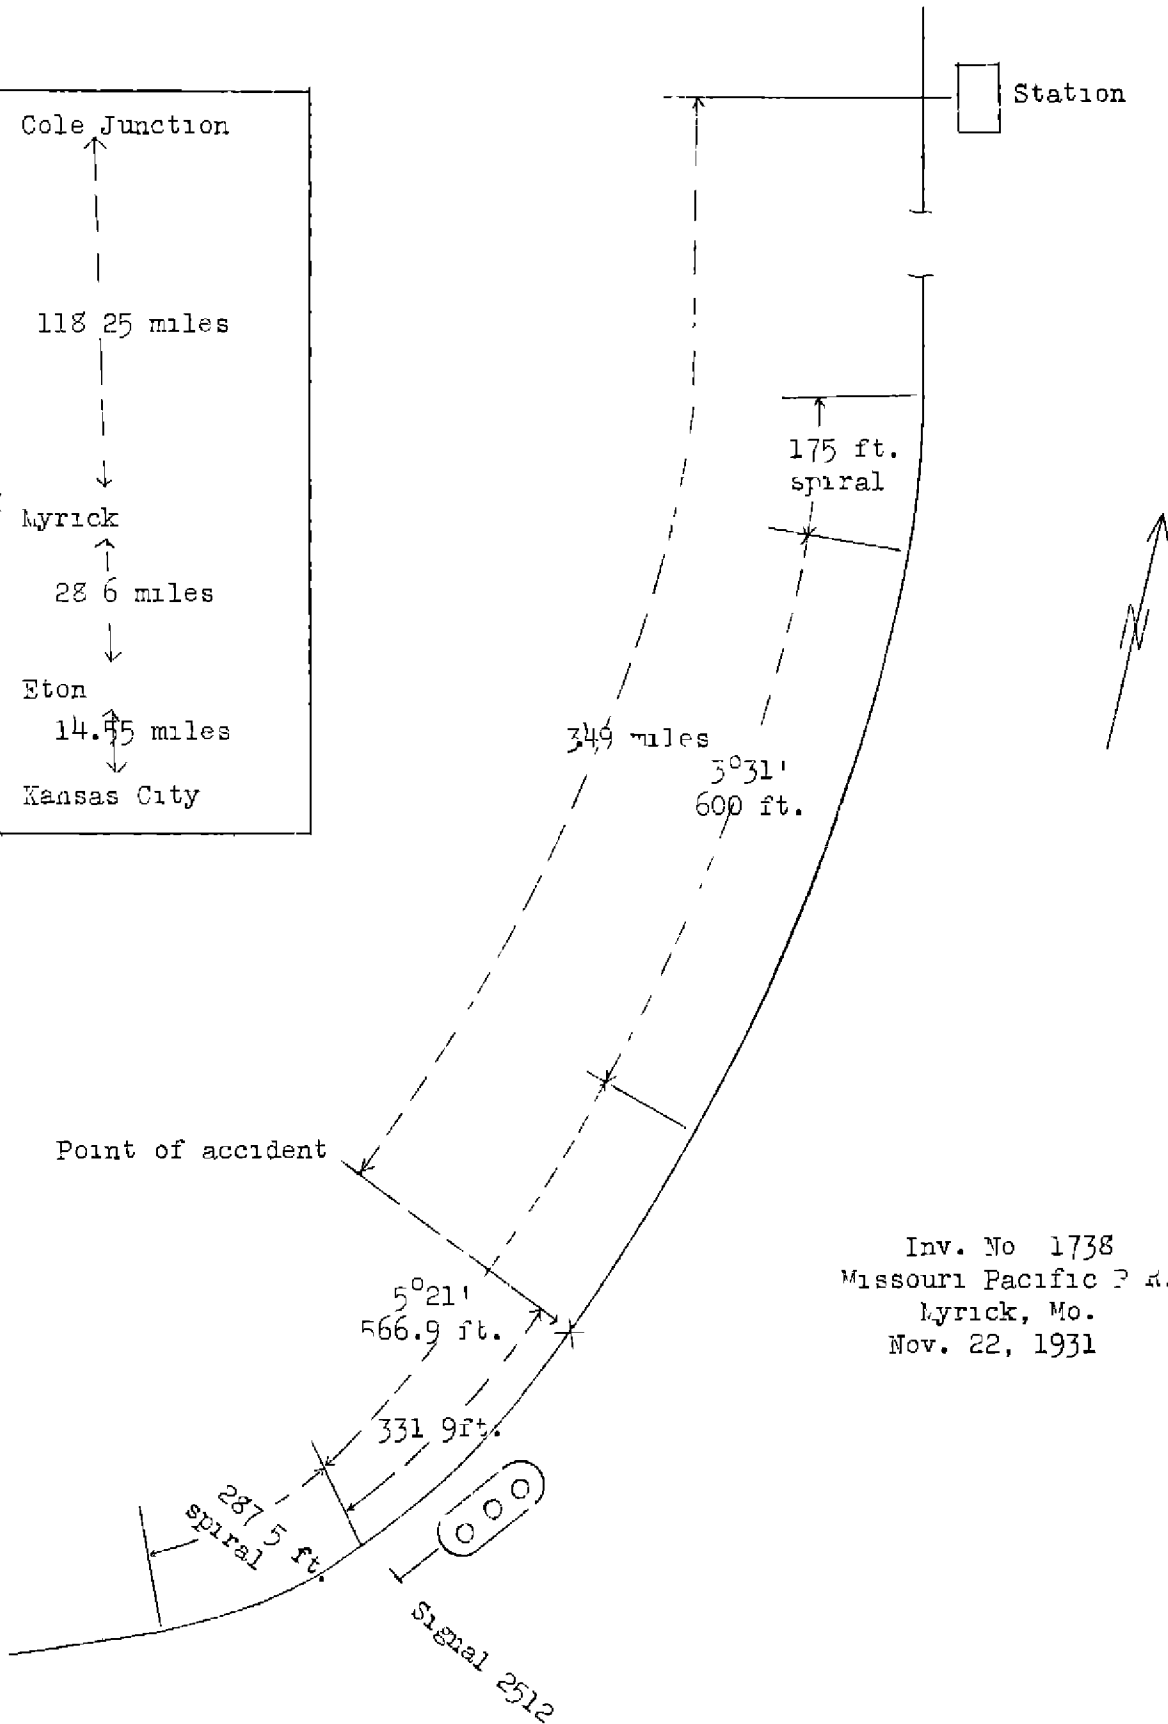 Station
Cole Junction
118 25 miles
Myrick
28 6 miles
Eton
14.55 miles
Kansas City
175 ft.
spiral
N
3.49 miles
3°31'
600 ft.
Point of accident
5°21'
566.9 ft.
331 9ft.
287 5 ft.
spiral
Signal 2512
Inv. No 1738
Missouri Pacific R.
Myrick, Mo.
Nov. 22, 1931